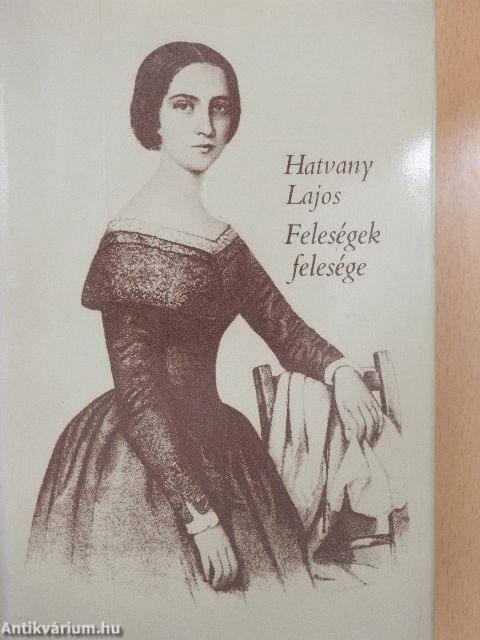 Hatvany
Lajos
Feleségek
felesége
Antikvárium.hu